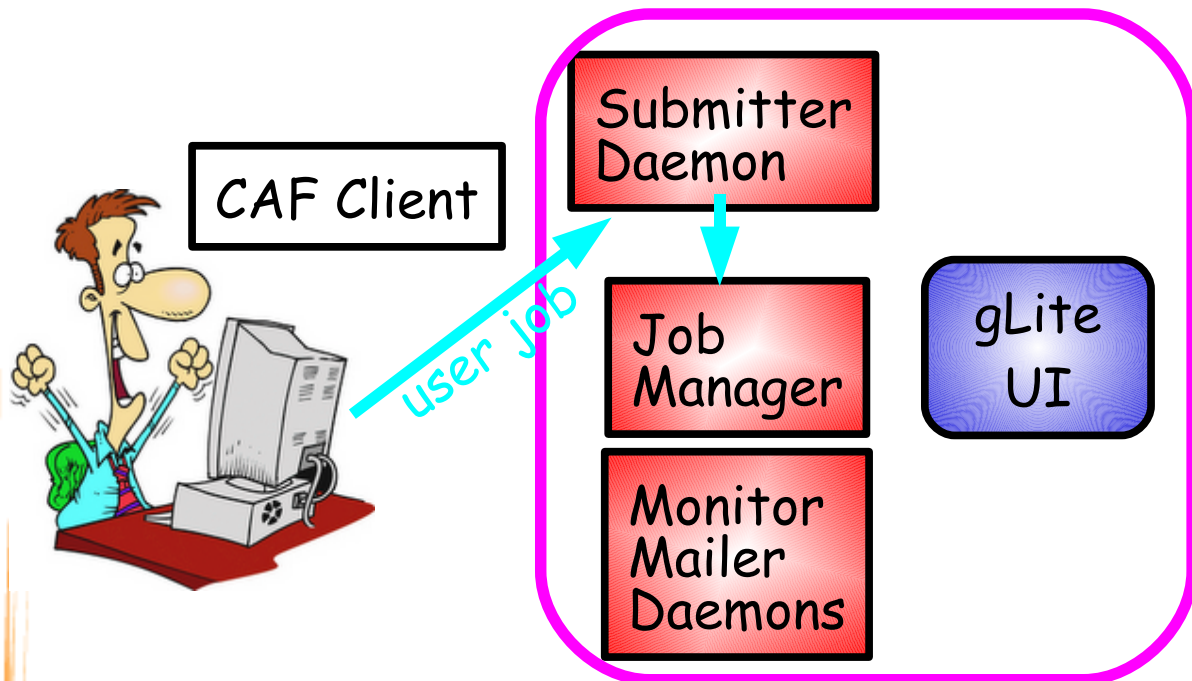 CAF Client
user job
Submitter
Daemon
Job
Manager
Monitor
Mailer
Daemons
gLite
UI